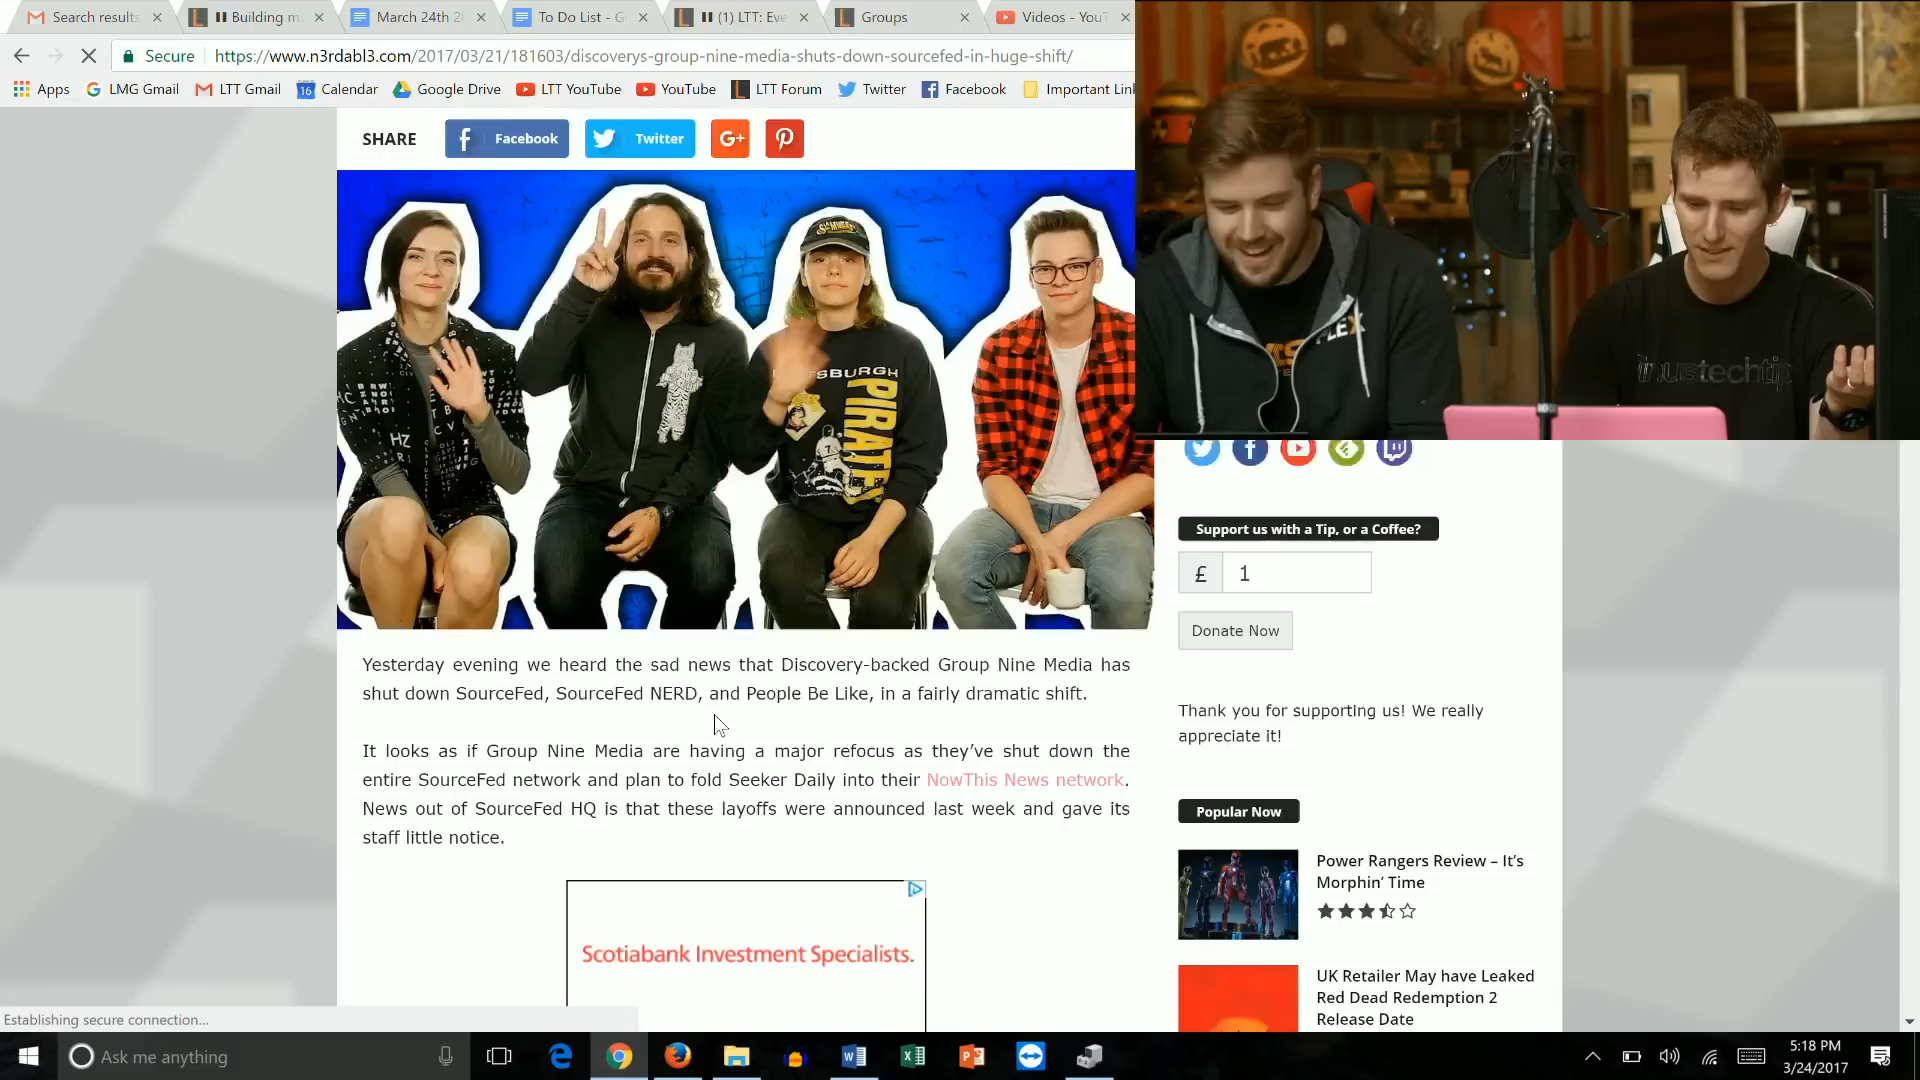 Search results
Building m
March 24th 2
To Do List - G
(1) LTT: Eve
Groups
Videos - YouT
Secure
https://www.n3rdabl3.com/2017/03/21/181603/discoverys-group-nine-media-shuts-down-sourcefed-in-huge-shift/
Apps
LMG Gmail
LTT Gmail
16
Calendar
Google Drive
LTT YouTube
YouTube
LTT Forum
Twitter
Facebook
Important Link
SHARE
Facebook
Twitter
G+
SLAMMERS
PIRATES
linustechtip
Yesterday evening we heard the sad news that Discovery-backed Group Nine Media has
shut down SourceFed, SourceFed NERD, and People Be Like, in a fairly dramatic shift.
It looks as if Group Nine Media are having a major refocus as they've shut down the
entire SourceFed network and plan to fold Seeker Daily into their NowThis News network.
News out of SourceFed HQ is that these layoffs were announced last week and gave its
staff little notice.
Scotiabank Investment Specialists.
Support us with a Tip, or a Coffee?
£ 1
Donate Now
Thank you for supporting us! We really
appreciate it!
Popular Now
Power Rangers Review – It's
Morphin' Time
UK Retailer May have Leaked
Red Dead Redemption 2
Release Date
Establishing secure connection...
Ask me anything
5:18 PM
3/24/2017